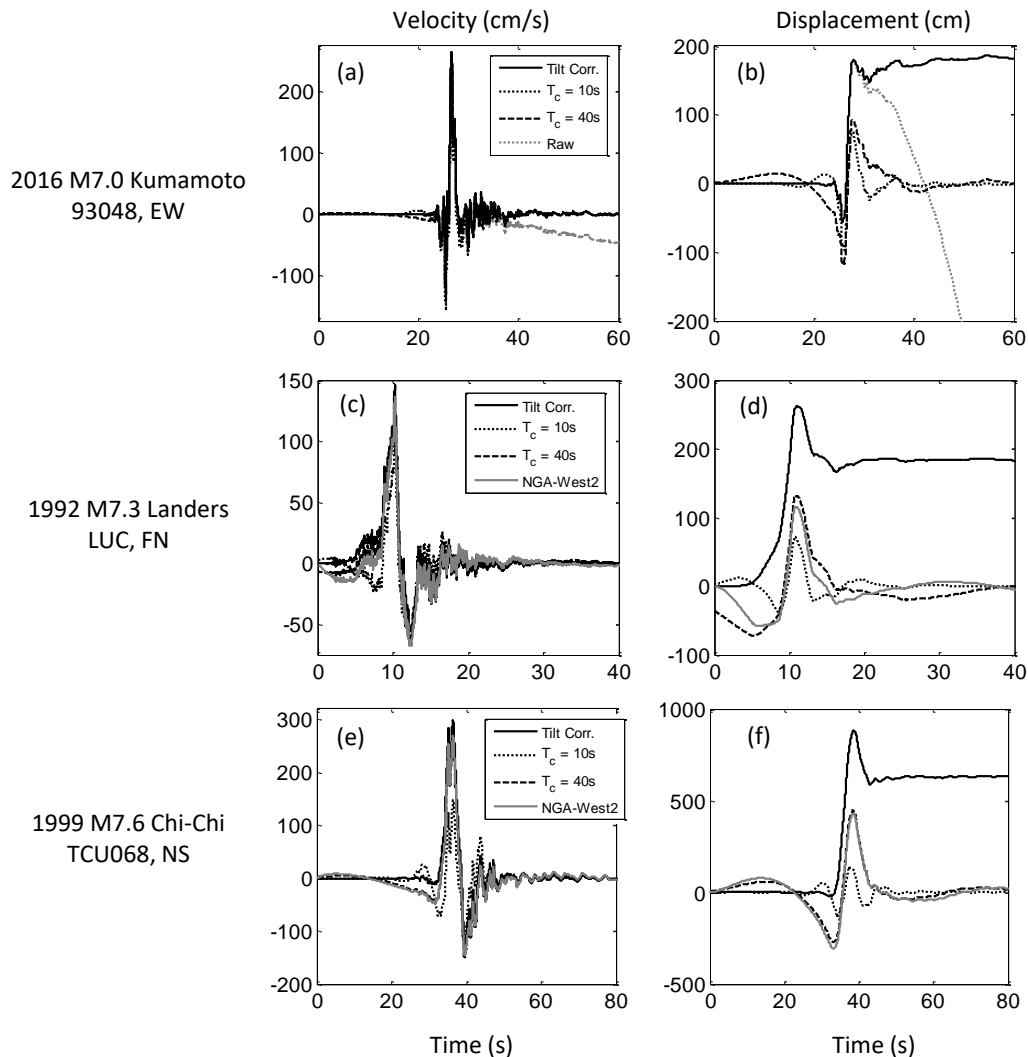 Velocity (cm/s)
Displacement (cm)
2016 M7.0 Kumamoto
93048, EW
(a)
Tilt Corr.
T_c = 10s
T_c = 40s
Raw
200
100
0
-100
0
20
40
60
(b)
200
100
0
-100
-200
0
20
40
60
1992 M7.3 Landers
LUC, FN
(c)
Tilt Corr.
T_c = 10s
T_c = 40s
NGA-West2
150
100
50
0
-50
0
10
20
30
40
(d)
300
200
100
0
-100
0
10
20
30
40
1999 M7.6 Chi-Chi
TCU068, NS
(e)
Tilt Corr.
T_c = 10s
T_c = 40s
NGA-West2
300
200
100
0
-100
-200
0
20
40
60
80
(f)
1000
500
0
-500
0
20
40
60
80
Time (s)
Time (s)